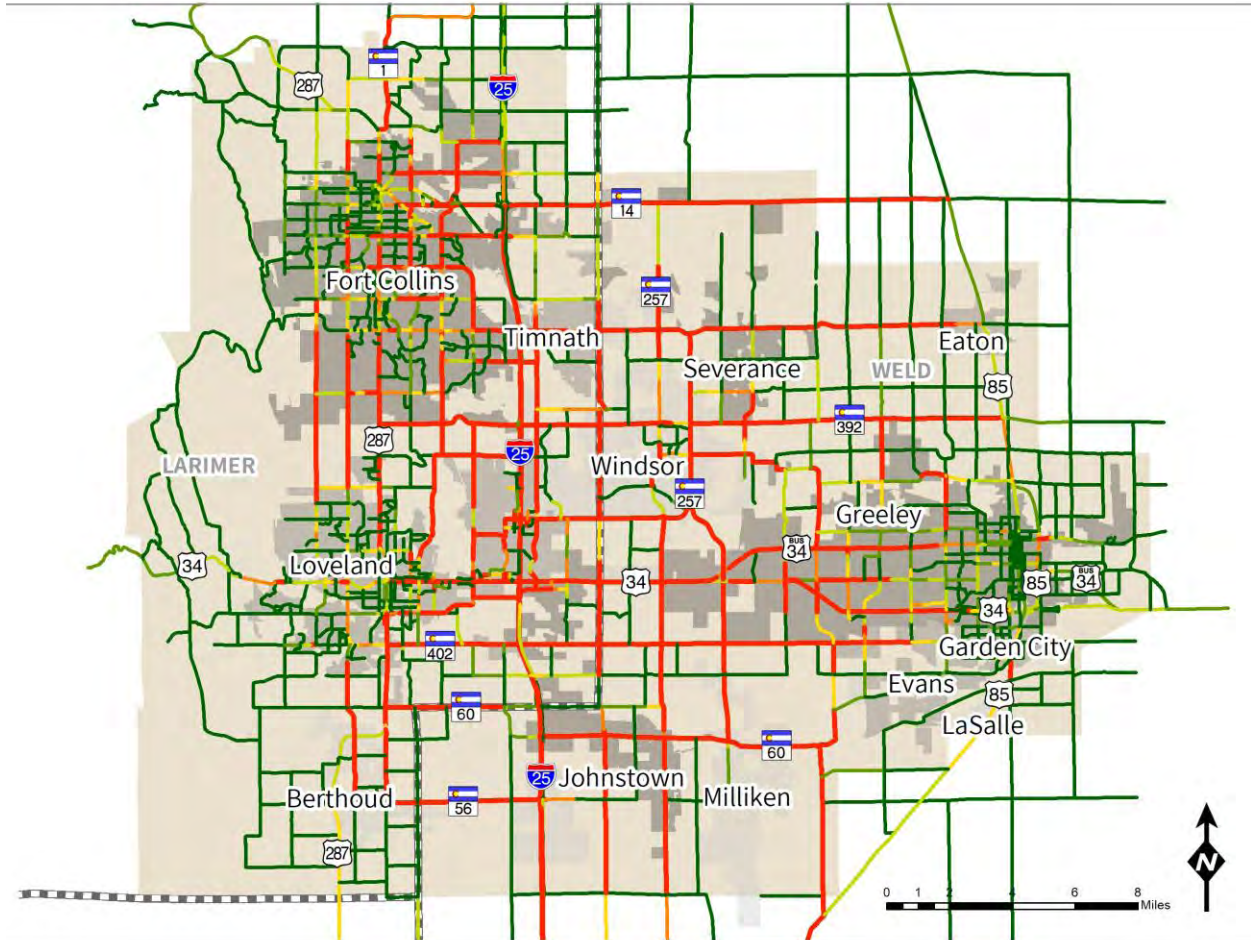 1
287
25
14
Fort Collins
257
Timnath
Eaton
Severance
WELD
85
392
287
25
LARIMER
Windsor
257
Greeley
BUS
34
Loveland
34
34
85
BUS
34
34
402
Garden City
Evans
85
60
LaSalle
60
25
Johnstown
Berthoud
56
Milliken
287
N
0 2 4 6 8
Miles